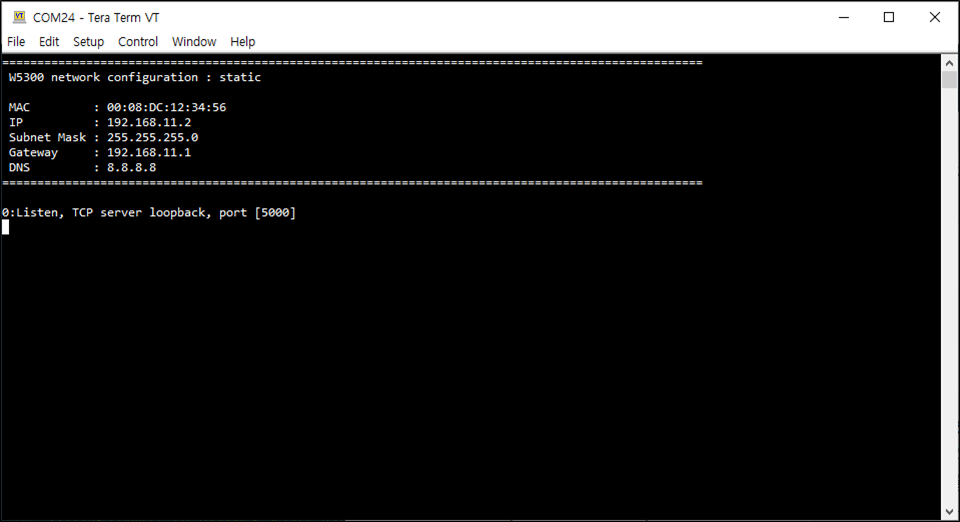 COM24 - Tera Term VT
File Edit Setup Control Window Help
====================================================================================================
W5300 network configuration : static
MAC : 00:08:DC:12:34:56
IP : 192.168.11.2
Subnet Mask : 255.255.255.0
Gateway : 192.168.11.1
DNS : 8.8.8.8
====================================================================================================
0:Listen, TCP server loopback, port [5000]